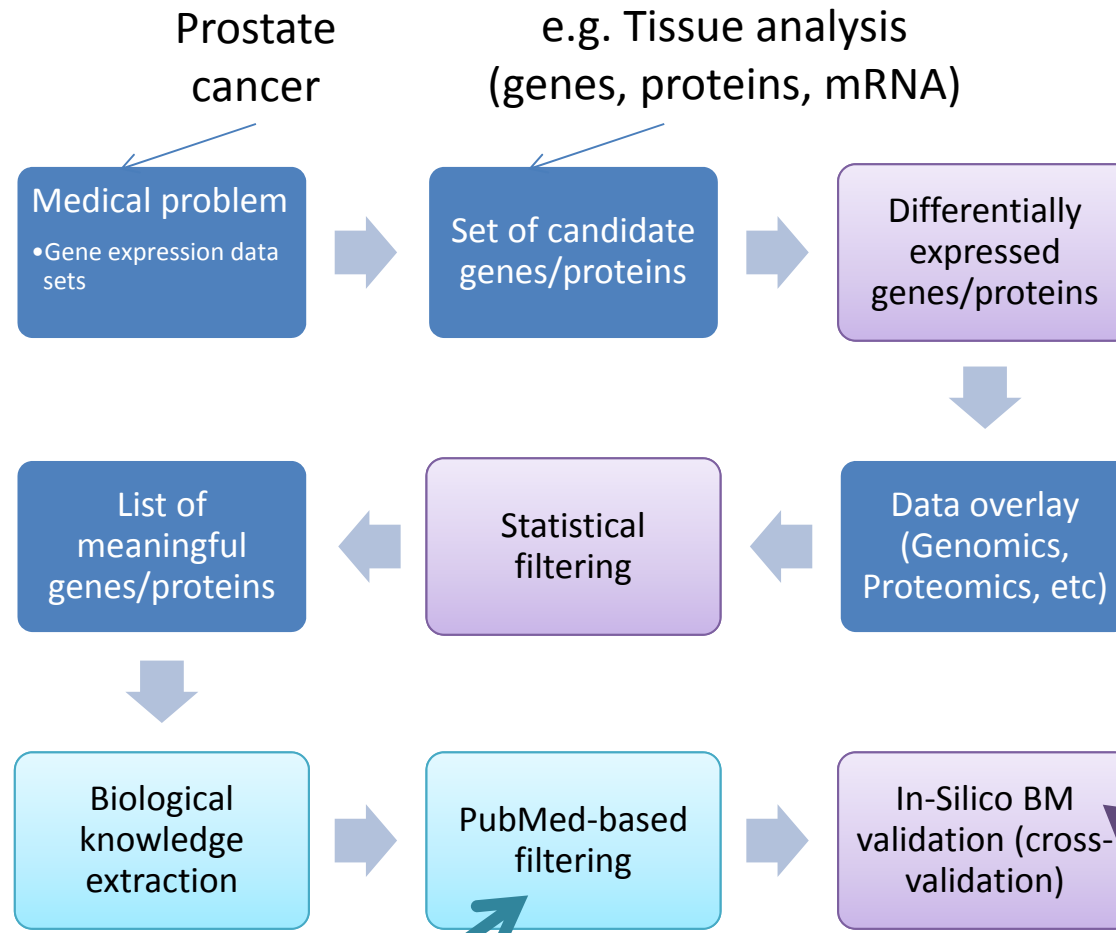 Prostate
cancer
e.g. Tissue analysis
(genes, proteins, mRNA)
Medical problem
•Gene expression data
sets
Set of candidate
genes/proteins
Differentially
expressed
genes/proteins
List of
meaningful
genes/proteins
Statistical
filtering
Data overlay
(Genomics,
Proteomics, etc)
Biological
knowledge
extraction
PubMed-based
filtering
In-Silico BM
validation (cross-
validation)